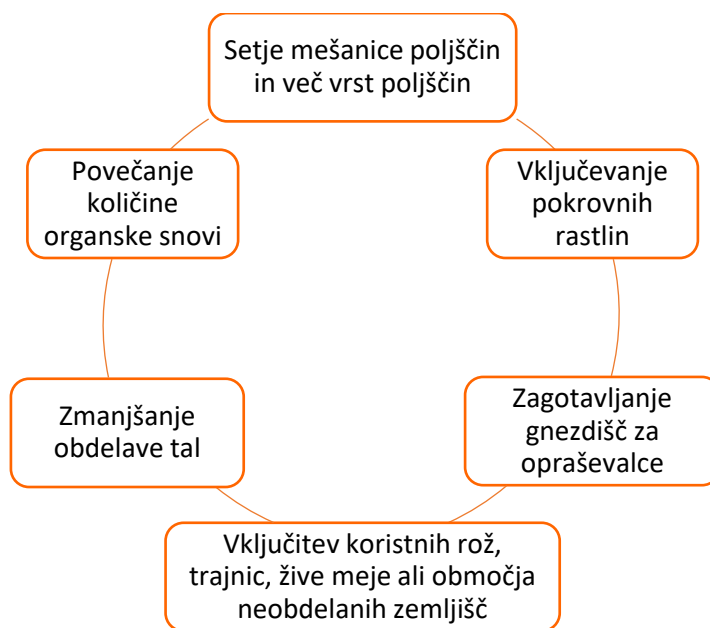 Setje mešanice poljščin
in več vrst poljščin
Vključevanje
pokrovnih
rastlin
Zagotavljanje
gnezdišč za
opraševalce
Vključitev koristnih rož,
trajnic, žive meje ali območja
neobdelanih zemljišč
Zmanjšanje
obdelave tal
Povečanje
količine
organske snovi